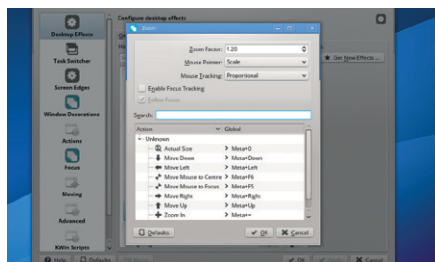 Configure desktop effects
Zoom
Desktop Effects
Task Switcher
Screen Edges
Window Decorations
Actions
Focus
Moving
Advanced
KWin Scripts
Get New Effects ...
Zoom Factor: 1.20
Mouse Pointer: Scale
Mouse Tracking: Proportional
Enable Focus Tracking
Follow Focus
Search:
Action Global
Unknown
Actual Size Meta+0
Move Down Meta+Down
Move Left Meta+Left
Move Mouse to Centre Meta+F6
Move Mouse to Focus Meta+F5
Move Right Meta+Right
Move Up Meta+Up
Zoom In Meta+=
Defaults OK Cancel
Help Defaults OK Cancel